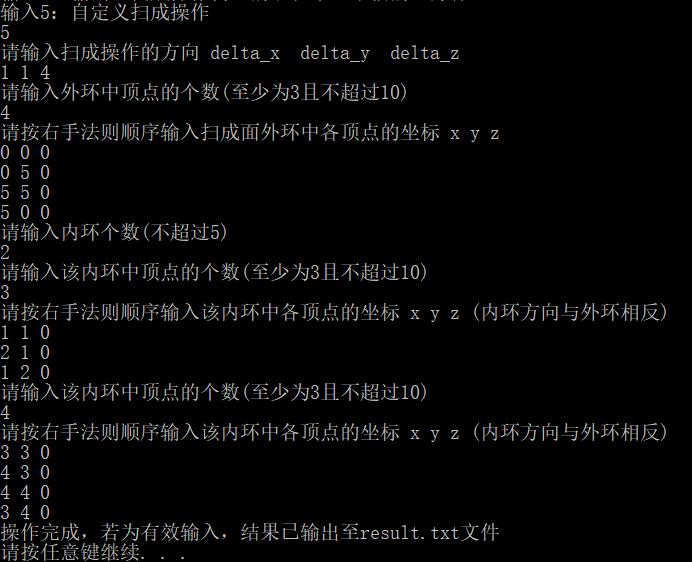 输入5：自定义扫成操作
5
请输入扫成操作的方向 delta_x  delta_y  delta_z
1 1 4
请输入外环中顶点的个数(至少为3且不超过10)
4
请按右手法则顺序输入扫成面外环中各顶点的坐标 x y z
0 0 0
0 5 0
5 5 0
5 0 0
请输入内环个数(不超过5)
2
请输入该内环中顶点的个数(至少为3且不超过10)
3
请按右手法则顺序输入该内环中各顶点的坐标 x y z (内环方向与外环相反)
1 1 0
2 1 0
1 2 0
请输入该内环中顶点的个数(至少为3且不超过10)
4
请按右手法则顺序输入该内环中各顶点的坐标 x y z (内环方向与外环相反)
3 3 0
4 3 0
4 4 0
3 4 0
操作完成，若为有效输入，结果已输出至result.txt文件
请按任意键继续. . .